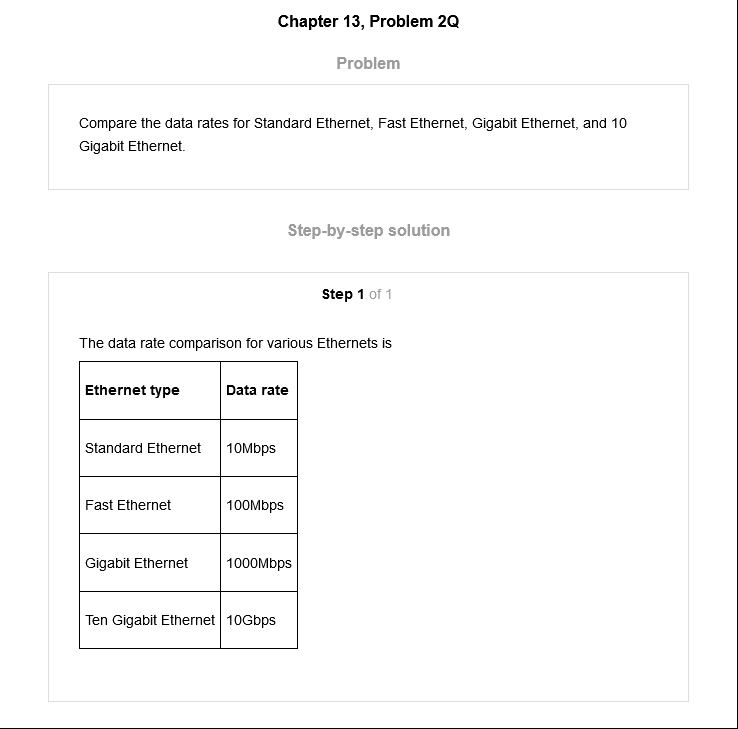 Chapter 13, Problem 2Q
Problem
Compare the data rates for Standard Ethernet, Fast Ethernet, Gigabit Ethernet, and 10
Gigabit Ethernet.
Step-by-step solution
Step 1 of 1
The data rate comparison for various Ethernets is
Ethernet type Data rate
Standard Ethernet 10Mbps
Fast Ethernet 100Mbps
Gigabit Ethernet 1000Mbps
Ten Gigabit Ethernet 10Gbps